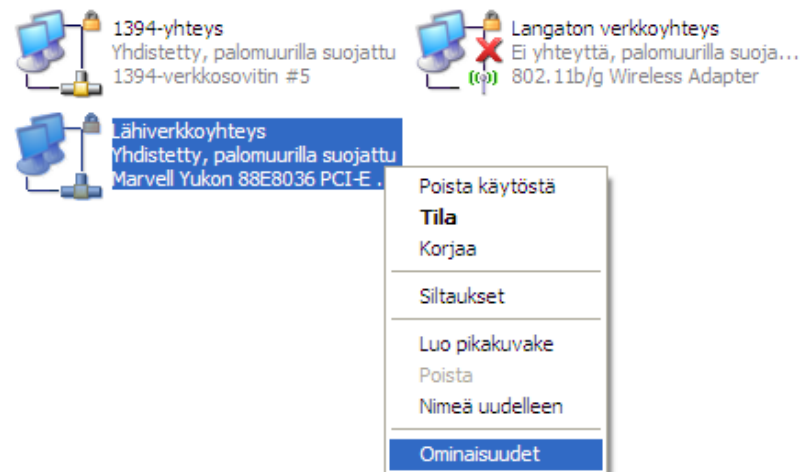 1394-yhteys
Yhdistetty, palomuurilla suojattu
1394-verkkosovitin #5
Langaton verkkoyhteys
Ei yhteyttä, palomuurilla suoja...
802.11b/g Wireless Adapter
Lähiverkkoyhteys
Yhdistetty, palomuurilla suojattu
Marvell Yukon 88E8036 PCI-E .
Poista käytöstä
Tila
Korjaa
Siltaukset
Luo pikakuvake
Poista
Nimeä uudelleen
Ominaisuudet